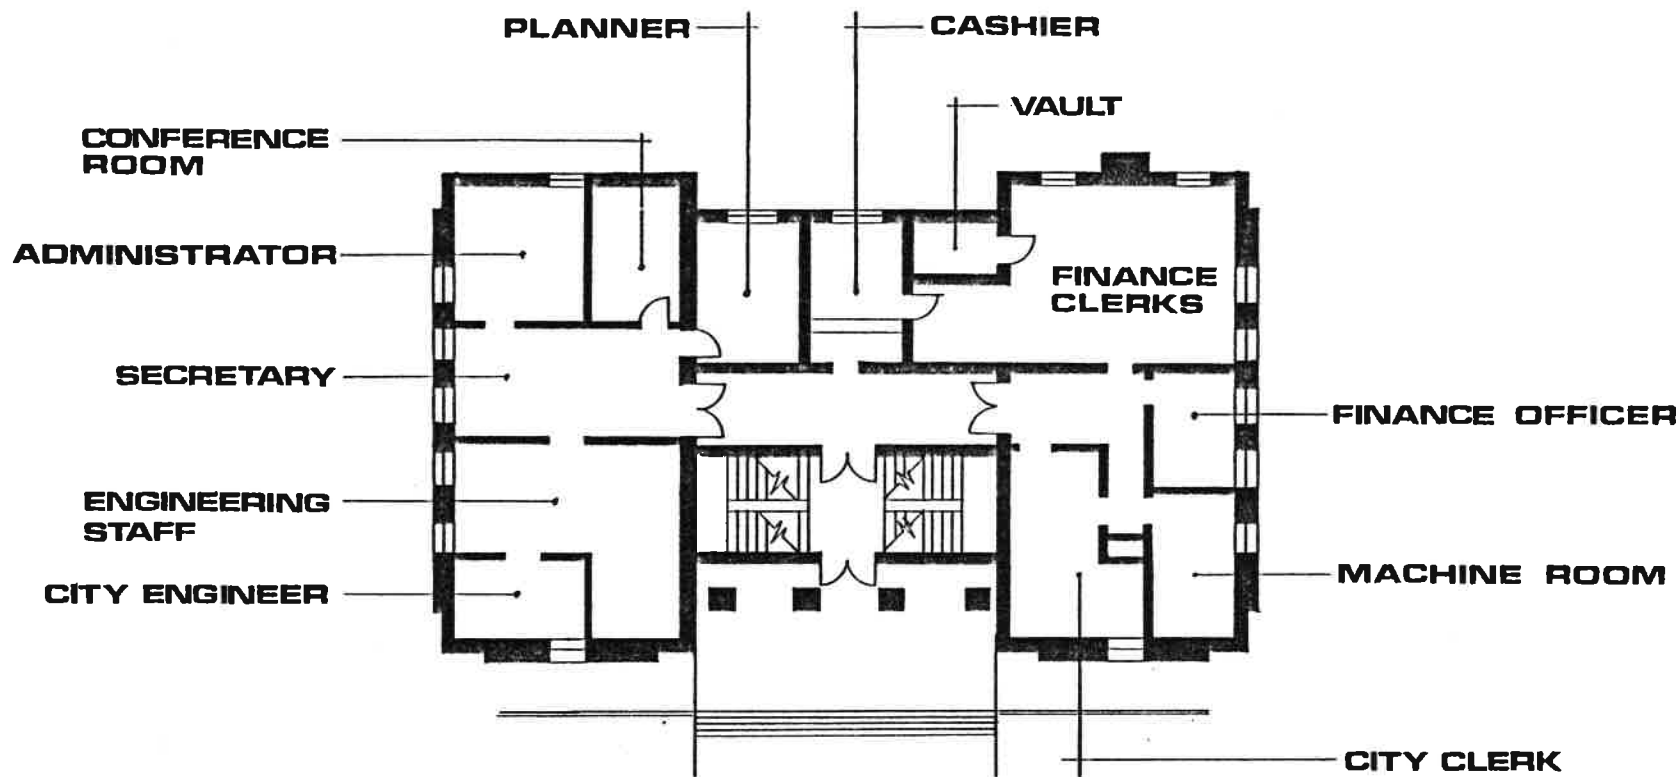 PLANNER
CASHIER
VAULT
CONFERENCE
ROOM
ADMINISTRATOR
FINANCE
CLERKS
SECRETARY
FINANCE OFFICER
ENGINEERING
STAFF
CITY ENGINEER
MACHINE ROOM
CITY CLERK